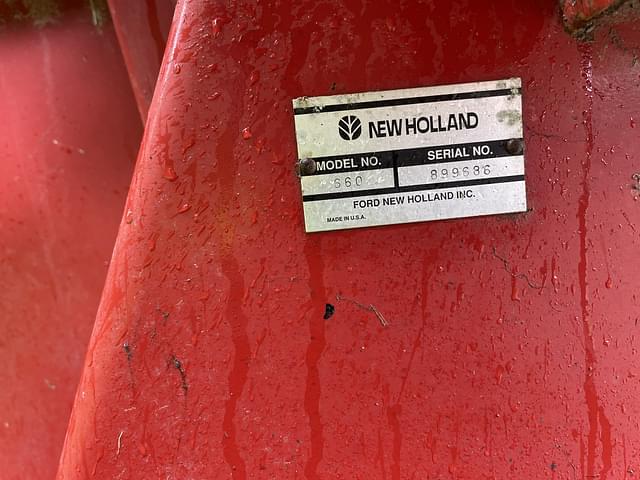 NEW HOLLAND
MODEL NO. SERIAL NO.
660 899686
FORD NEW HOLLAND INC.
MADE IN U.S.A.